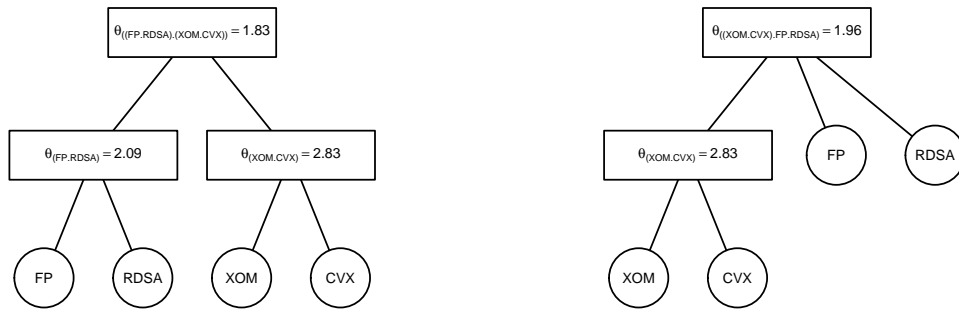 θ((FP.RDSA).(XOM.CVX)) = 1.83
θ(FP.RDSA) = 2.09
θ(XOM.CVX) = 2.83
FP
RDSA
XOM
CVX
θ((XOM.CVX).FP.RDSA) = 1.96
θ(XOM.CVX) = 2.83
FP
RDSA
XOM
CVX